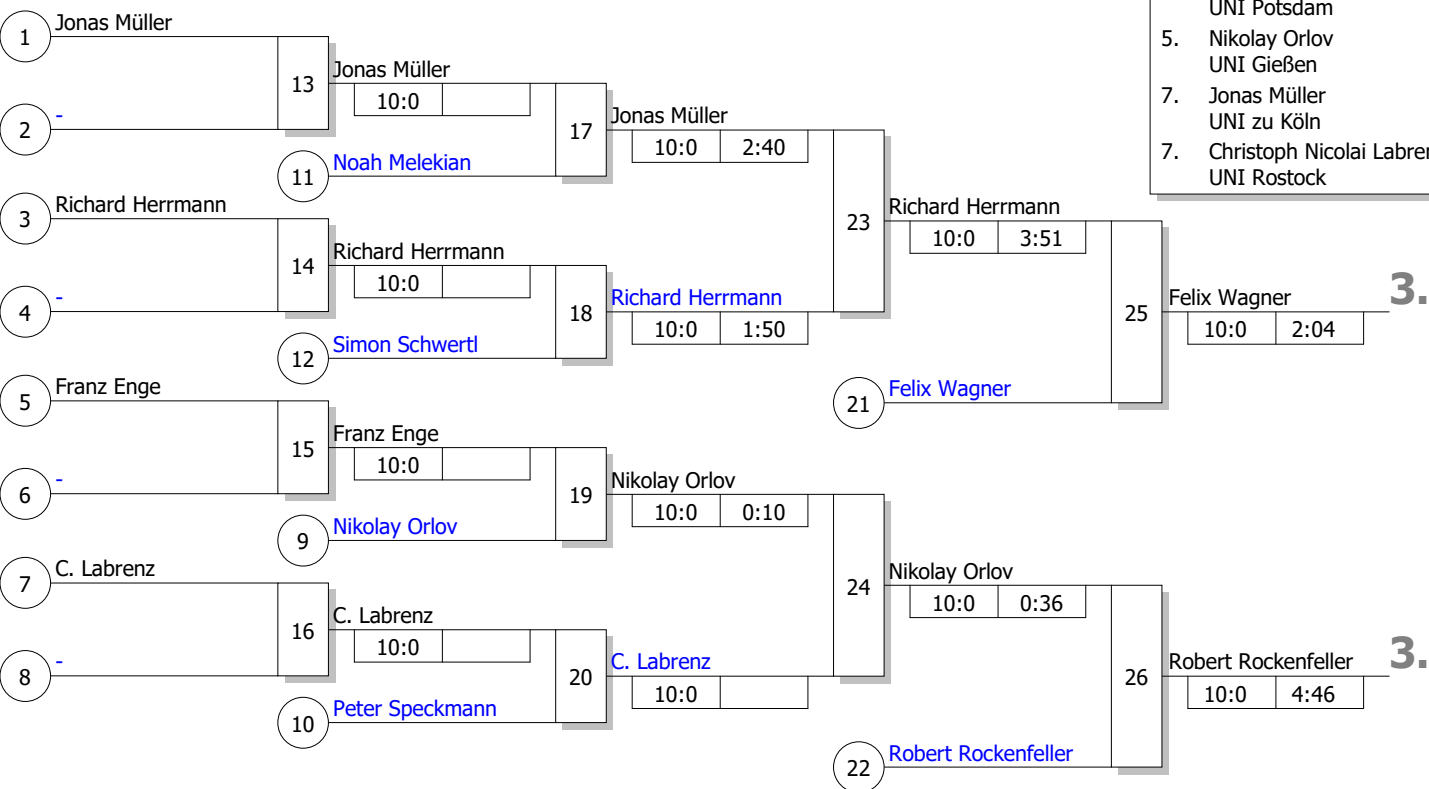 UNI Potsdam
5. Nikolay Orlov
UNI Gießen
7. Jonas Müller
UNI zu Köln
7. Christoph Nicolai Labren
UNI Rostock
1 Jonas Müller
13
Jonas Müller
10:0
2 -
17
Jonas Müller
10:0 2:40
11 Noah Melekian
3 Richard Herrmann
23
Richard Herrmann
10:0 3:51
14
Richard Herrmann
10:0
4 -
18
Richard Herrmann
10:0 1:50
12 Simon Schwertl
25
Felix Wagner
10:0 2:04
3.
21 Felix Wagner
5 Franz Enge
15
Franz Enge
10:0
6 -
19
Nikolay Orlov
10:0 0:10
9 Nikolay Orlov
7 C. Labrenz
24
Nikolay Orlov
10:0 0:36
16
C. Labrenz
10:0
8 -
20
C. Labrenz
10:0
10 Peter Speckmann
26
Robert Rockenfeller
10:0 4:46
3.
22 Robert Rockenfeller